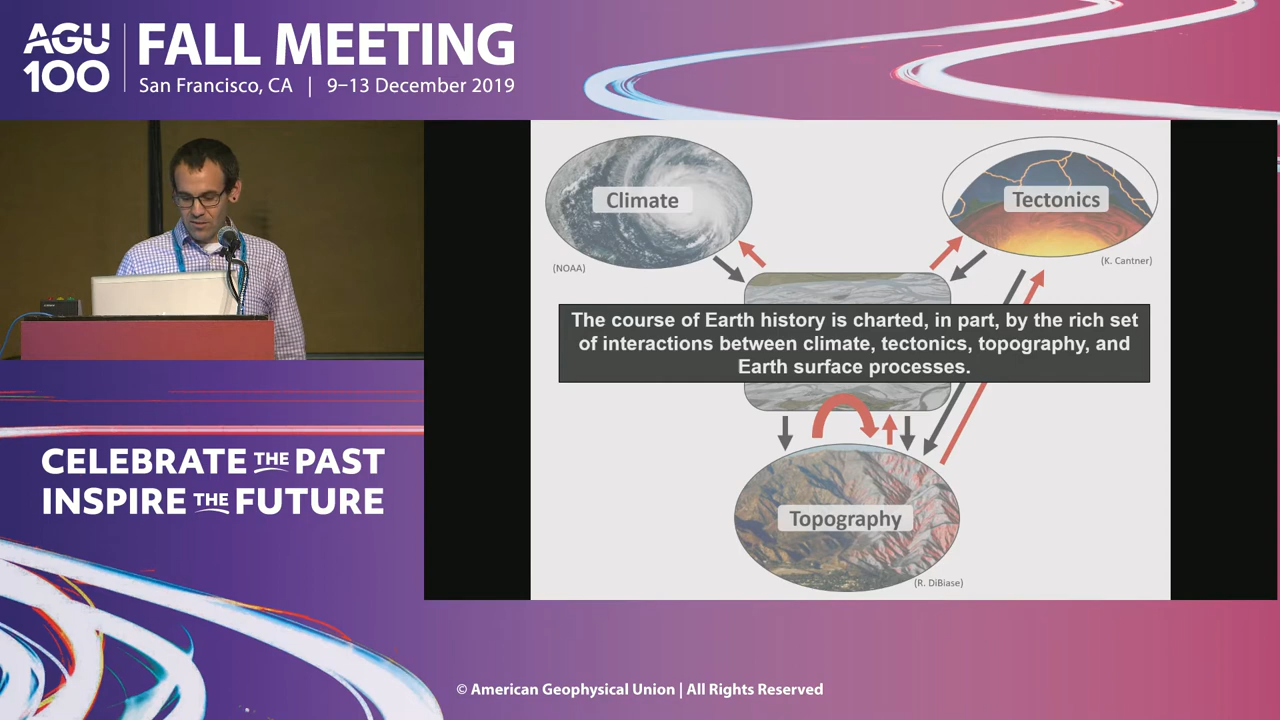 AGU
100
FALL MEETING
San Francisco, CA | 9–13 December 2019
Climate
Tectonics
(NOAA)
(K. Cantner)
The course of Earth history is charted, in part, by the rich set
of interactions between climate, tectonics, topography, and
Earth surface processes.
Topography
(R. DiBiase)
CELEBRATE THE PAST
INSPIRE THE FUTURE
© American Geophysical Union | All Rights Reserved